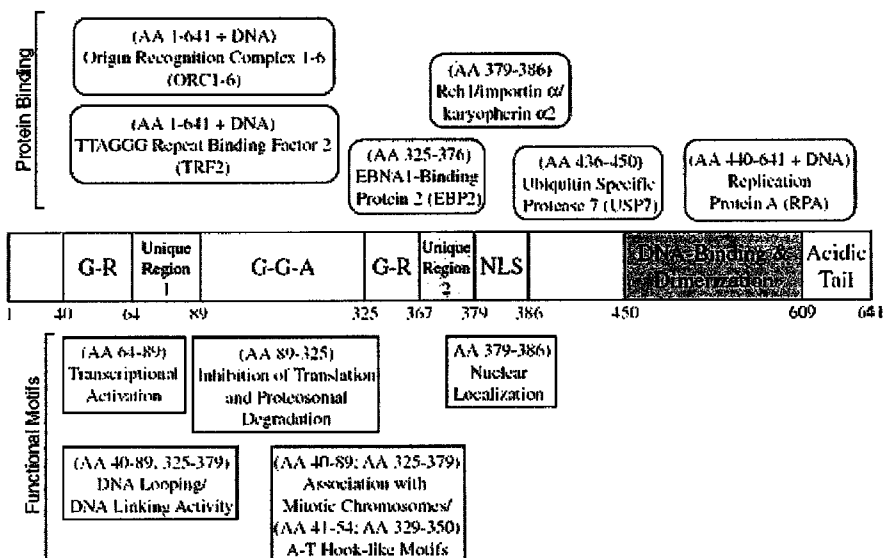 Protein Binding
(AA 1-641 + DNA)
Origin Recognition Complex 1-6
(ORC1-6)
(AA 1-641 + DNA)
TTAGGG Repeat Binding Factor 2
(TRF2)
(AA 325-376)
EBNA1-Binding
Protein 2 (EBP2)
(AA 379-386)
Rch1/importin α/
karyopherin α2
(AA 436-450)
Ubiquitin Specific
Protease 7 (USP7)
(AA 440-641 + DNA)
Replication
Protein A (RPA)
G-R
Unique
Region
1
G-G-A
G-R
Unique
Region
2
NLS
DNA Binding &
Dimerization
Acidic
Tail
1 40 64 89 325 367 379 386 450 609 641
Functional Motifs
(AA 64-89)
Transcriptional
Activation
(AA 89-325)
Inhibition of Translation
and Proteosomal
Degradation
AA 379-386)
Nuclear
Localization
(AA 40-89, 325-379)
DNA Looping/
DNA Linking Activity
(AA 40-89; AA 325-379)
Association with
Mitotic Chromosomes/
(AA 41-54; AA 329-350)
A-T Hook-like Motifs